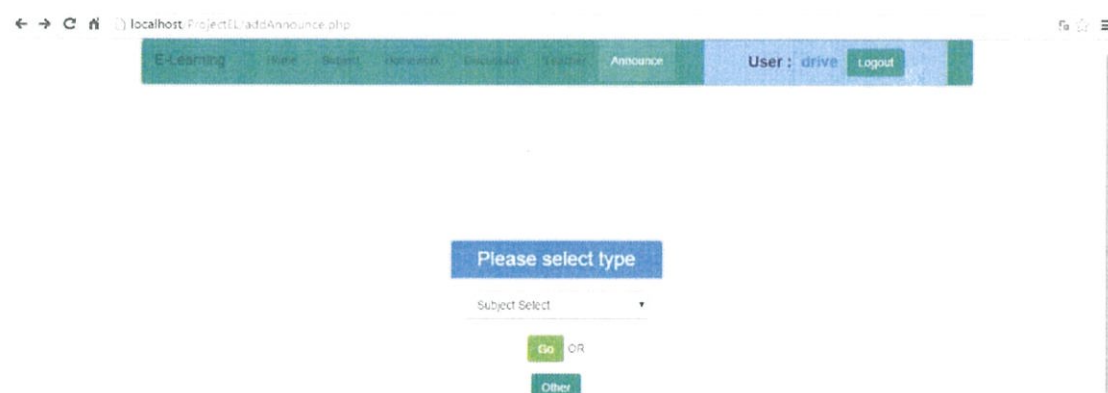 localhost/ProjectEL/addAnnounce.php
E-Learning Home Subject Homework Discussion Teacher Announce User : drive Logout
Please select type
Subject Select
Go OR
Other